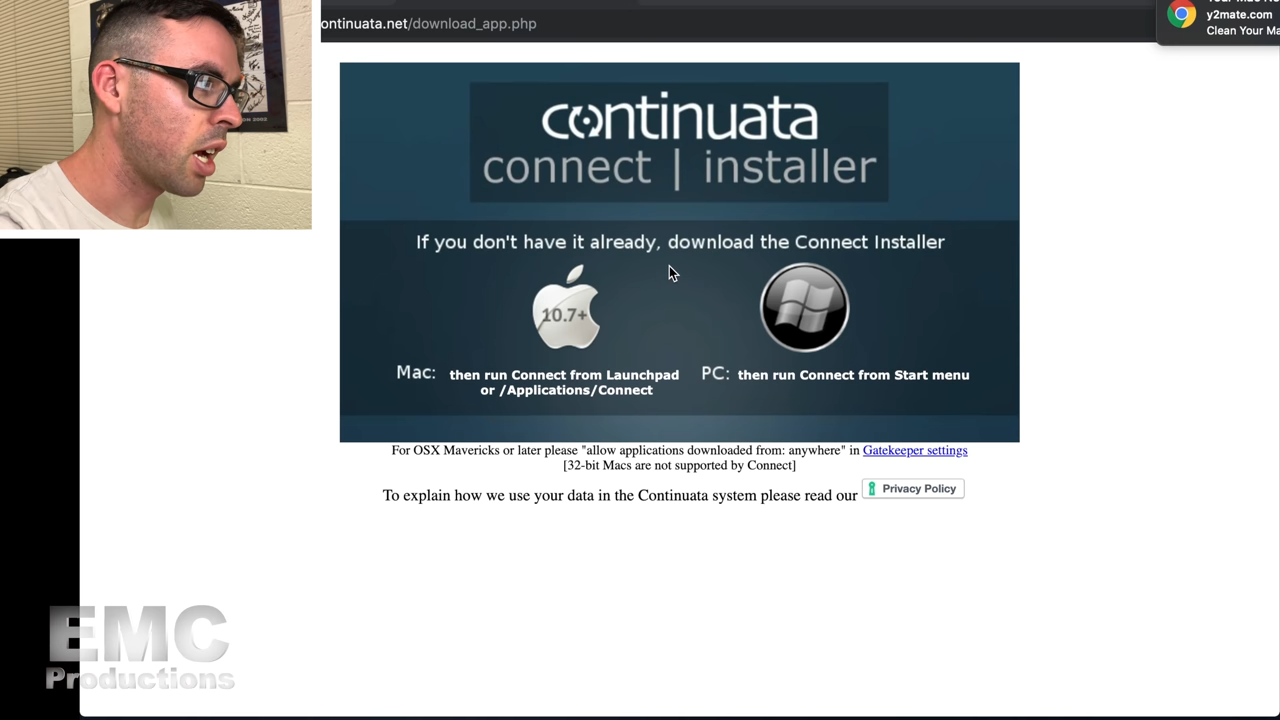 ontinuata.net/download_app.php
y2mate.com
Clean Your Ma
continuata
connect | installer
If you don't have it already, download the Connect Installer
10.7+
Mac: then run Connect from Launchpad
or /Applications/Connect
PC: then run Connect from Start menu
For OSX Mavericks or later please "allow applications downloaded from: anywhere" in Gatekeeper settings
[32-bit Macs are not supported by Connect]
To explain how we use your data in the Continuata system please read our Privacy Policy
EMC
Productions